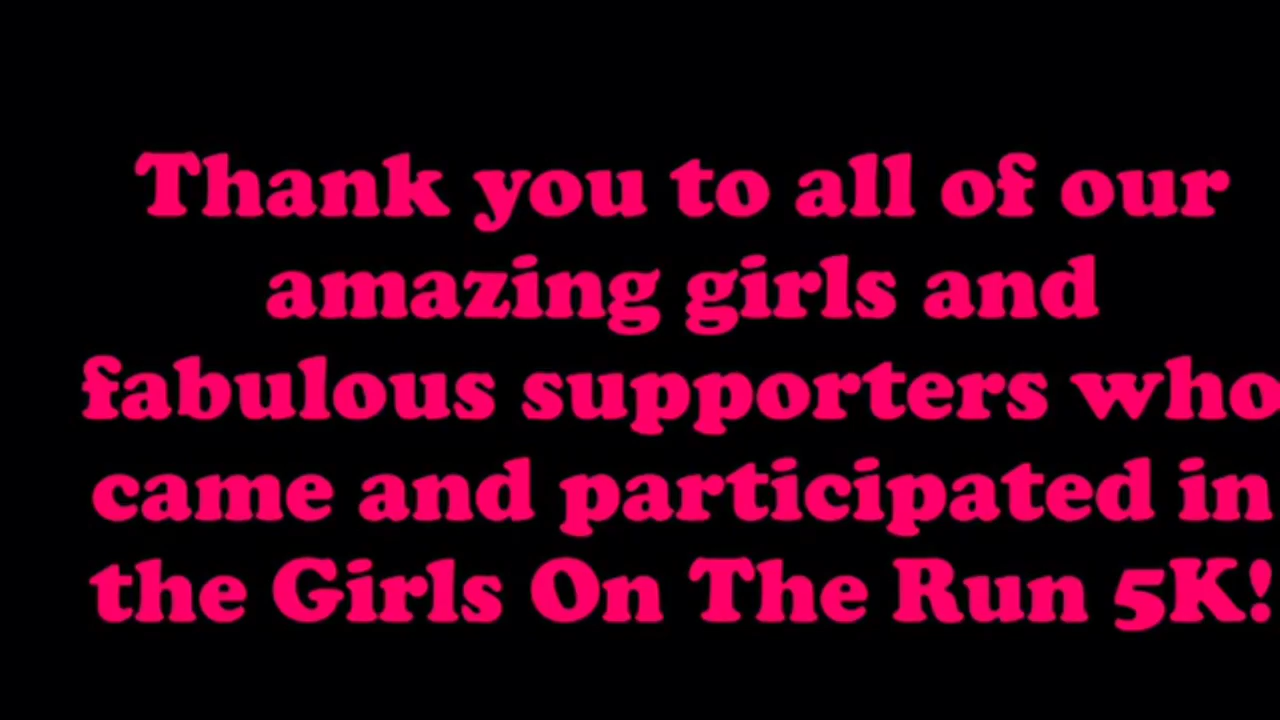 Thank you to all of our
amazing girls and
fabulous supporters who
came and participated in
the Girls On The Run 5K!